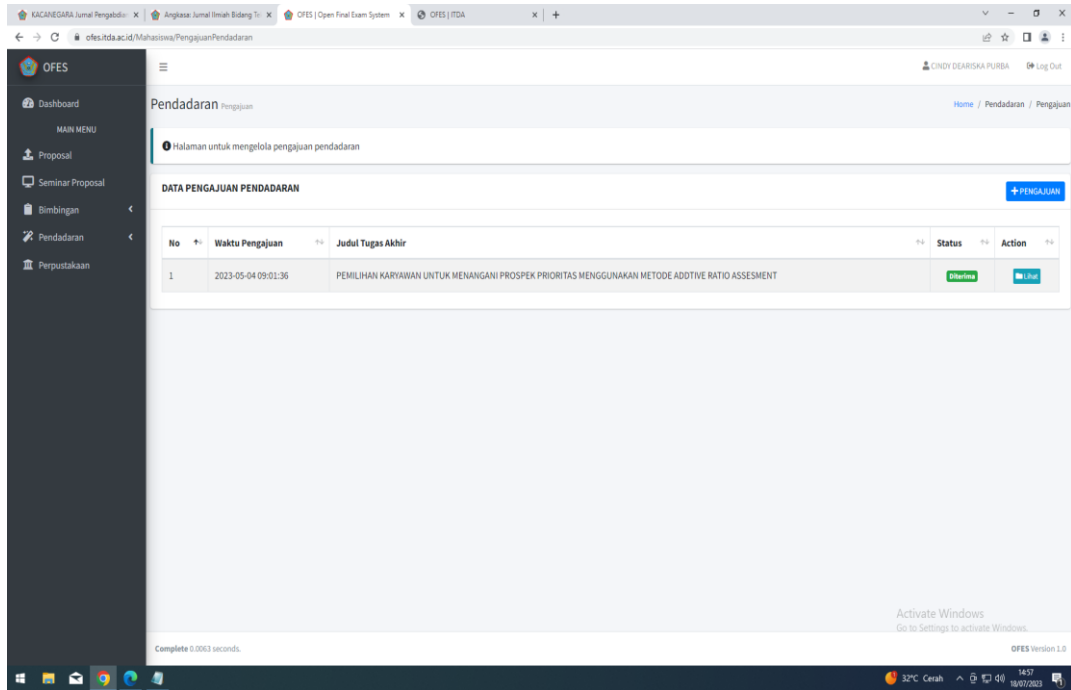 KACANEGARA Jurnal Pengabdian
Angkasa: Jurnal Ilmiah Bidang Te
OFES | Open Final Exam System
OFES | ITDA
ofes.itda.ac.id/Mahasiswa/PengajuanPendadaran
OFES
CINDY DEARISKA PURBA
Log Out
Dashboard
MAIN MENU
Proposal
Seminar Proposal
Bimbingan
Pendadaran
Perpustakaan
Pendadaran Pengajuan
Home / Pendadaran / Pengajuan
Halaman untuk mengelola pengajuan pendadaran
DATA PENGAJUAN PENDADARAN
+PENGAJUAN
No Waktu Pengajuan Judul Tugas Akhir Status Action
1 2023-05-04 09:01:36 PEMILIHAN KARYAWAN UNTUK MENANGANI PROSPEK PRIORITAS MENGGUNAKAN METODE ADDTIVE RATIO ASSESMENT Diterima Lihat
Activate Windows
Go to Settings to activate Windows.
Complete 0.0063 seconds.
OFES Version 1.0
32°C Cerah
14:57
18/07/2023